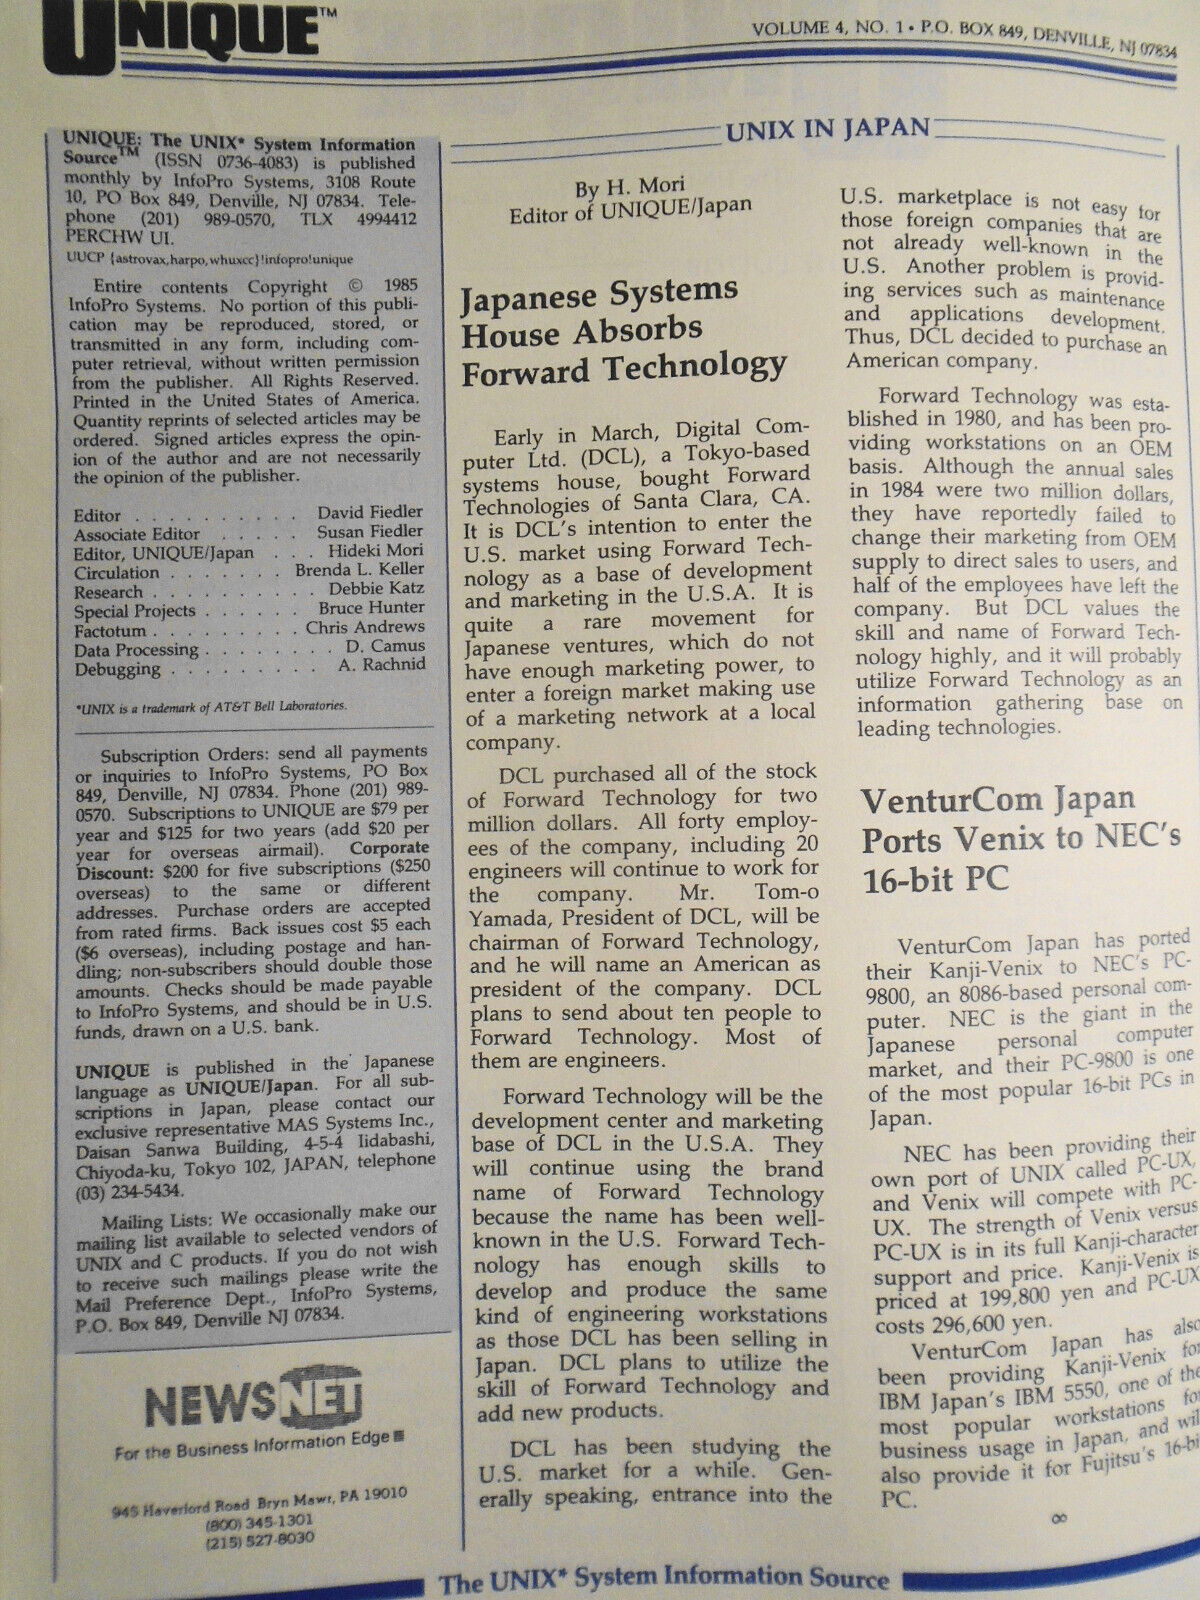 UNIQUE™
VOLUME 4, NO. 1 • P.O. BOX 849, DENVILLE, NJ 07834
UNIQUE: The UNIX* System Information
Source™ (ISSN 0736-4083) is published
monthly by InfoPro Systems, 3108 Route
10, PO Box 849, Denville, NJ 07834. Tele-
phone (201) 989-0570, TLX 4994412
PERCHW UI.
UUCP {astrovax,harpo,whuxcc}!infopro!unique
Entire contents Copyright © 1985
InfoPro Systems. No portion of this publi-
cation may be reproduced, stored, or
transmitted in any form, including com-
puter retrieval, without written permission
from the publisher. All Rights Reserved.
Printed in the United States of America.
Quantity reprints of selected articles may be
ordered. Signed articles express the opin-
ion of the author and are not necessarily
the opinion of the publisher.
Editor . . . . . . . . . . David Fiedler
Associate Editor . . . . . Susan Fiedler
Editor, UNIQUE/Japan . . . Hideki Mori
Circulation . . . . . . . Brenda L. Keller
Research . . . . . . . . . . Debbie Katz
Special Projects . . . . . . Bruce Hunter
Factotum . . . . . . . . . Chris Andrews
Data Processing . . . . . . . . D. Camus
Debugging . . . . . . . . . A. Rachnid
*UNIX is a trademark of AT&T Bell Laboratories.
Subscription Orders: send all payments
or inquiries to InfoPro Systems, PO Box
849, Denville, NJ 07834. Phone (201) 989-
0570. Subscriptions to UNIQUE are $79 per
year and $125 for two years (add $20 per
year for overseas airmail). Corporate
Discount: $200 for five subscriptions ($250
overseas) to the same or different
addresses. Purchase orders are accepted
from rated firms. Back issues cost $5 each
($6 overseas), including postage and han-
dling; non-subscribers should double those
amounts. Checks should be made payable
to InfoPro Systems, and should be in U.S.
funds, drawn on a U.S. bank.
UNIQUE is published in the Japanese
language as UNIQUE/Japan. For all sub-
scriptions in Japan, please contact our
exclusive representative MAS Systems Inc.,
Daisan Sanwa Building, 4-5-4 Iidabashi,
Chiyoda-ku, Tokyo 102, JAPAN, telephone
(03) 234-5434.
Mailing Lists: We occasionally make our
mailing list available to selected vendors of
UNIX and C products. If you do not wish
to receive such mailings please write the
Mail Preference Dept., InfoPro Systems,
P.O. Box 849, Denville NJ 07834.
NEWSNET
For the Business Information Edge
945 Haverford Road Bryn Mawr, PA 19010
(800) 345-1301
(215) 527-8030
UNIX IN JAPAN
By H. Mori
Editor of UNIQUE/Japan
Japanese Systems
House Absorbs
Forward Technology
Early in March, Digital Com-
puter Ltd. (DCL), a Tokyo-based
systems house, bought Forward
Technologies of Santa Clara, CA.
It is DCL's intention to enter the
U.S. market using Forward Tech-
nology as a base of development
and marketing in the U.S.A. It is
quite a rare movement for
Japanese ventures, which do not
have enough marketing power, to
enter a foreign market making use
of a marketing network at a local
company.
DCL purchased all of the stock
of Forward Technology for two
million dollars. All forty employ-
ees of the company, including 20
engineers will continue to work for
the company. Mr. Tom-o
Yamada, President of DCL, will be
chairman of Forward Technology,
and he will name an American as
president of the company. DCL
plans to send about ten people to
Forward Technology. Most of
them are engineers.
Forward Technology will be the
development center and marketing
base of DCL in the U.S.A. They
will continue using the brand
name of Forward Technology
because the name has been well-
known in the U.S. Forward Tech-
nology has enough skills to
develop and produce the same
kind of engineering workstations
as those DCL has been selling in
Japan. DCL plans to utilize the
skill of Forward Technology and
add new products.
DCL has been studying the
U.S. market for a while. Gen-
erally speaking, entrance into the
U.S. marketplace is not easy for
those foreign companies that are
not already well-known in the
U.S. Another problem is provid-
ing services such as maintenance
and applications development.
Thus, DCL decided to purchase an
American company.
Forward Technology was esta-
blished in 1980, and has been pro-
viding workstations on an OEM
basis. Although the annual sales
in 1984 were two million dollars,
they have reportedly failed to
change their marketing from OEM
supply to direct sales to users, and
half of the employees have left the
company. But DCL values the
skill and name of Forward Tech-
nology highly, and it will probably
utilize Forward Technology as an
information gathering base on
leading technologies.
VenturCom Japan
Ports Venix to NEC's
16-bit PC
VenturCom Japan has ported
their Kanji-Venix to NEC's PC-
9800, an 8086-based personal com-
puter. NEC is the giant in the
Japanese personal computer
market, and their PC-9800 is one
of the most popular 16-bit PCs in
Japan.
NEC has been providing their
own port of UNIX called PC-UX,
and Venix will compete with PC-
UX. The strength of Venix versus
PC-UX is in its full Kanji-character
support and price. Kanji-Venix is
priced at 199,800 yen and PC-UX
costs 296,600 yen.
VenturCom Japan has also
been providing Kanji-Venix for
IBM Japan's IBM 5550, one of the
most popular workstations for
business usage in Japan, and will
also provide it for Fujitsu's 16-bi
PC.
∞
The UNIX* System Information Source